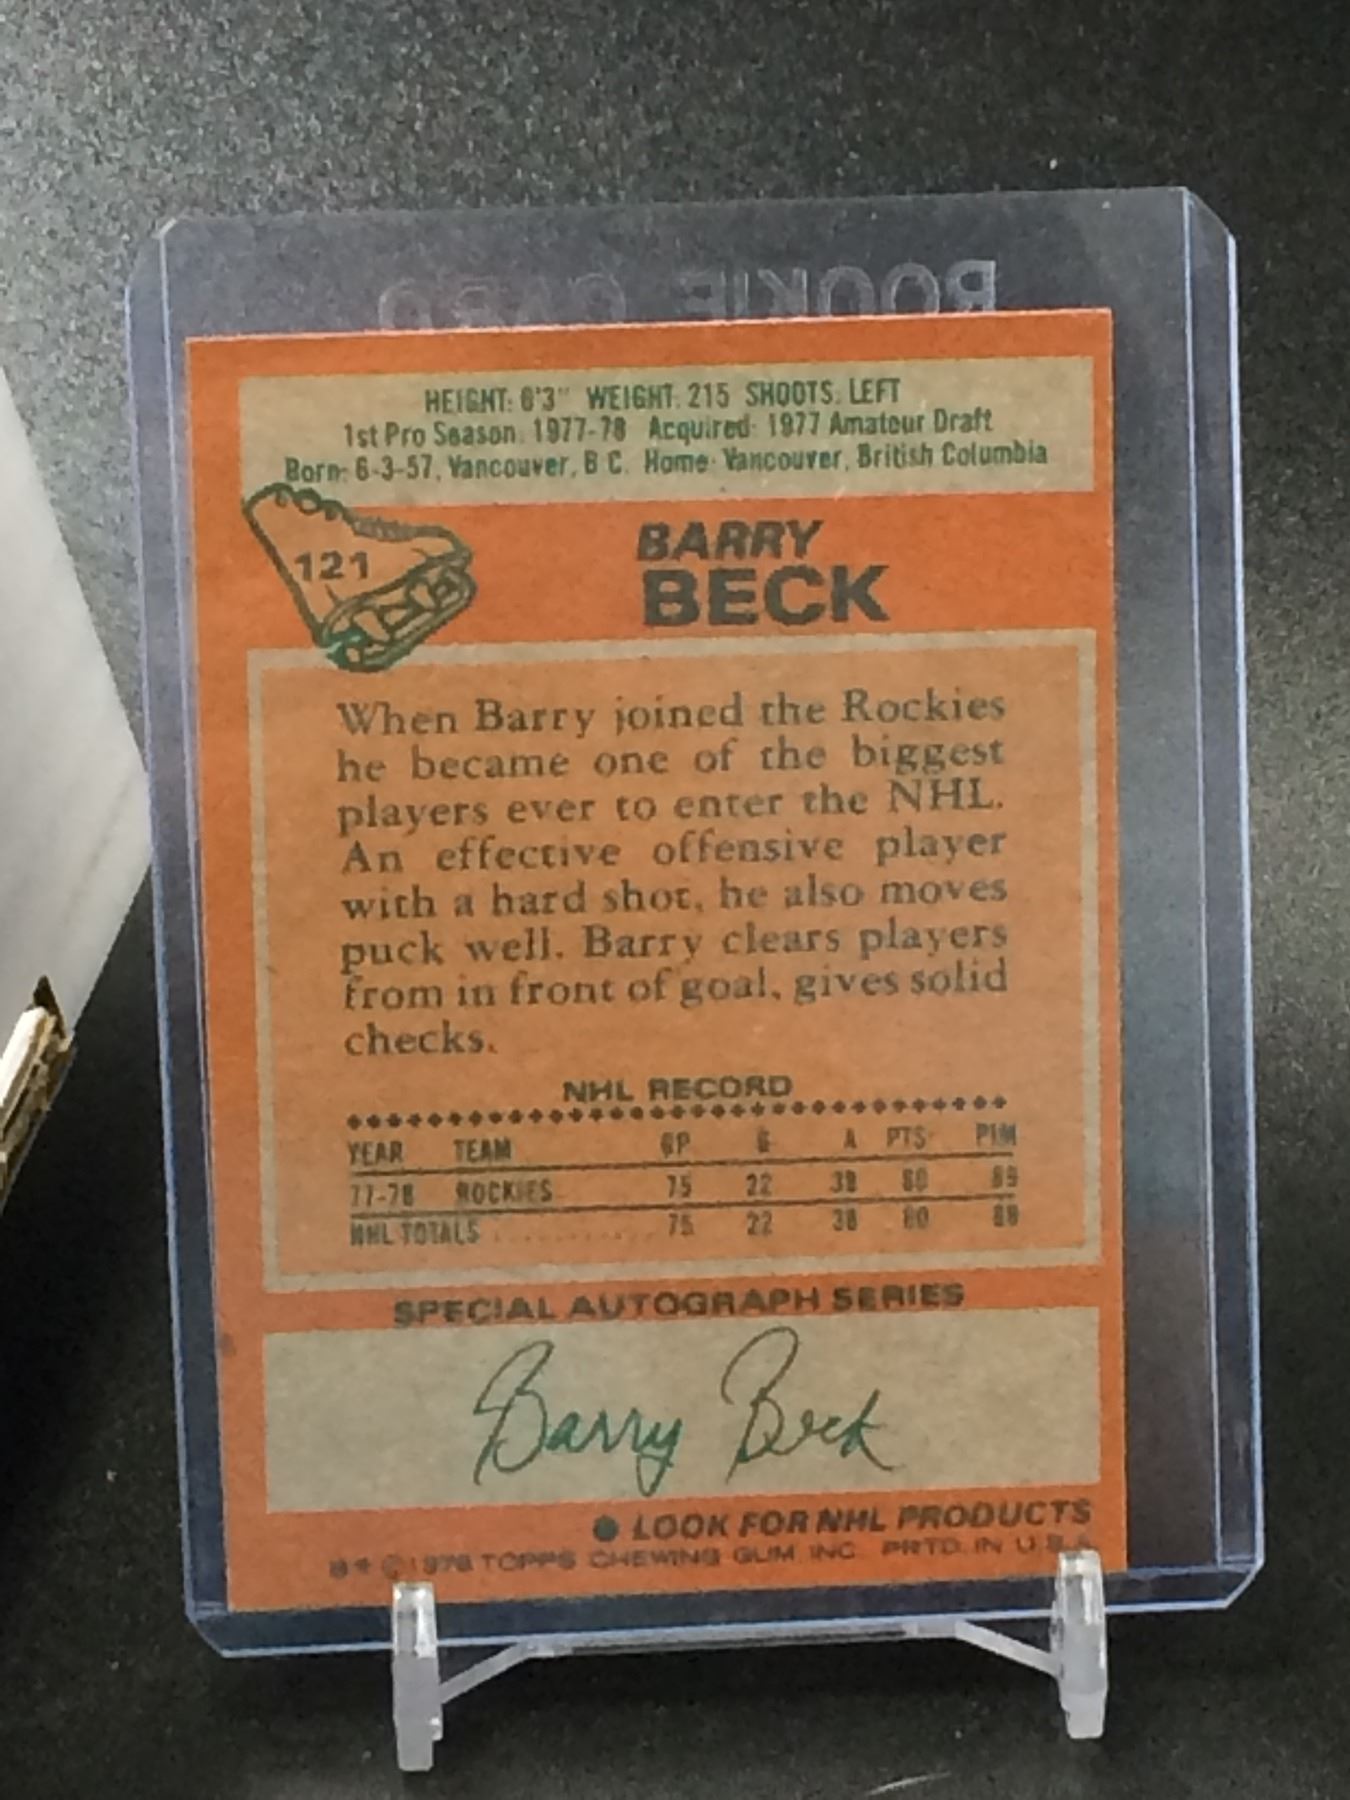 ROOKIE CARD
HEIGHT: 6'3" WEIGHT: 215 SHOOTS: LEFT
1st Pro Season: 1977-78 Acquired: 1977 Amateur Draft
Born: 6-3-57, Vancouver, B.C. Home: Vancouver, British Columbia
121
BARRY
BECK
When Barry joined the Rockies
he became one of the biggest
players ever to enter the NHL.
An effective offensive player
with a hard shot, he also moves
puck well. Barry clears players
from in front of goal, gives solid
checks.
NHL RECORD
YEAR TEAM GP G A PTS PIM
77-78 ROCKIES 75 22 38 60 89
NHL TOTALS 75 22 38 60 89
SPECIAL AUTOGRAPH SERIES
Barry Beck
● LOOK FOR NHL PRODUCTS
** © 1978 TOPPS CHEWING GUM, INC. PRTD. IN U.S.A.